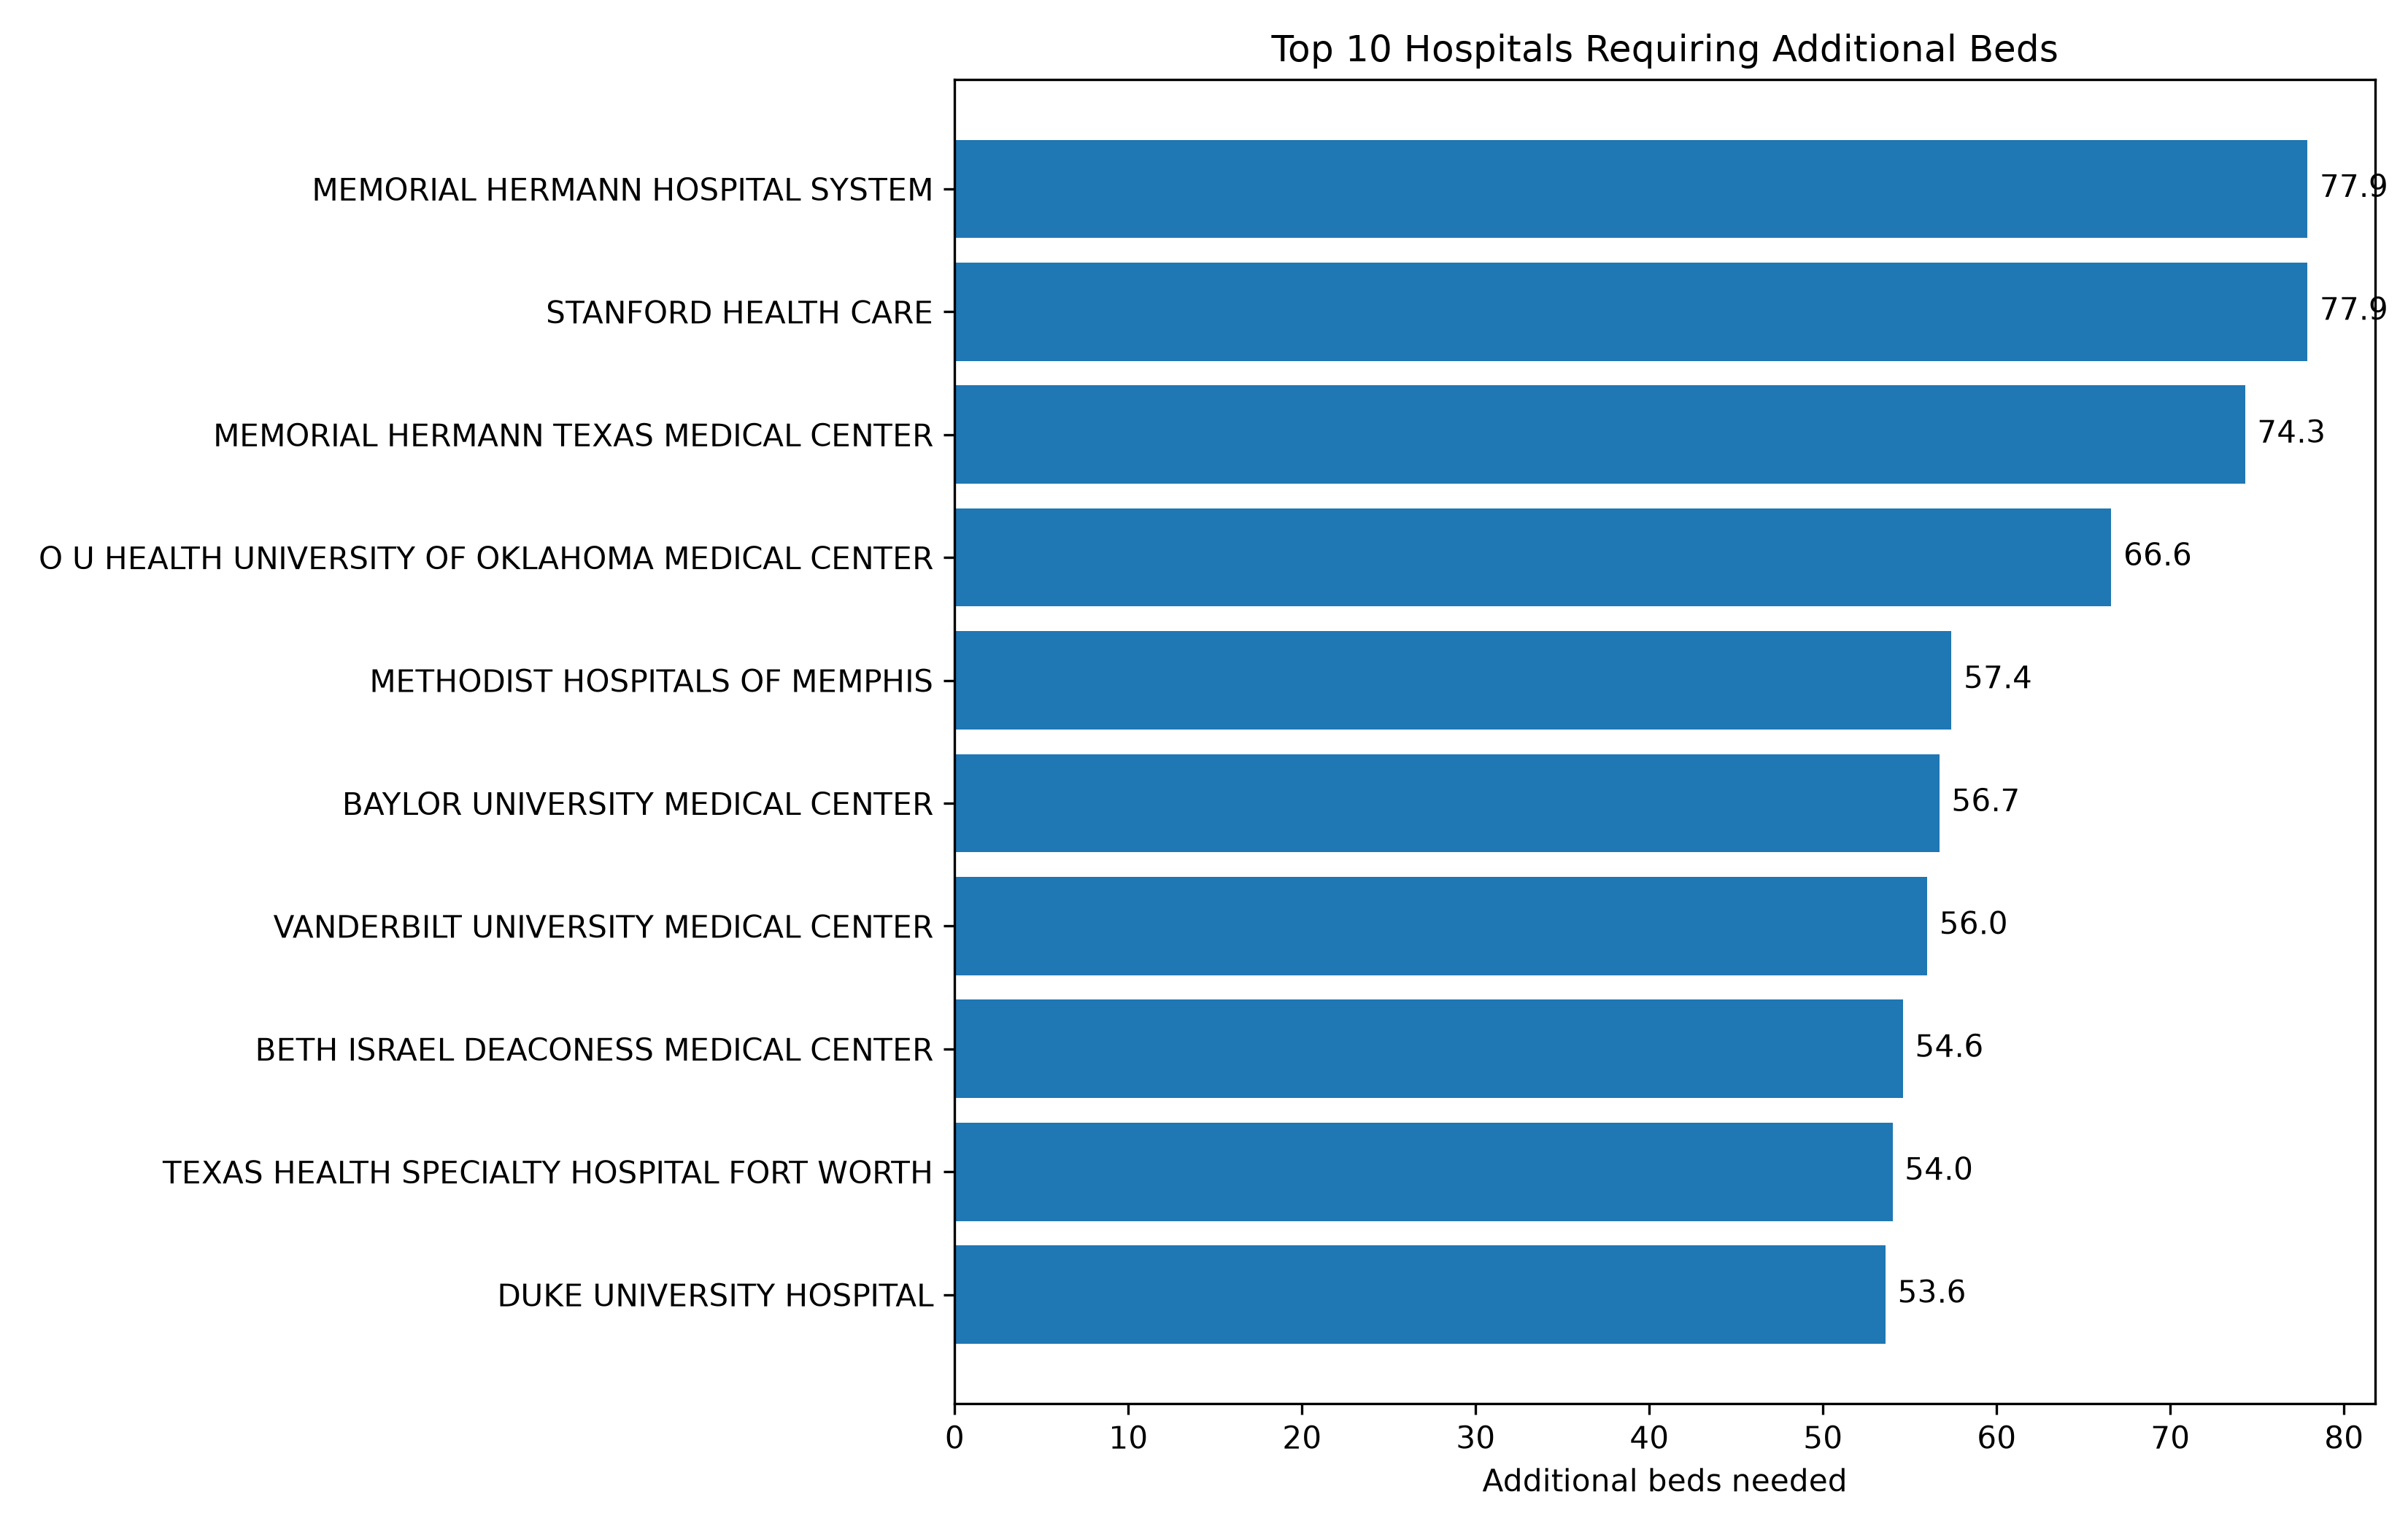 Top 10 Hospitals Requiring Additional Beds
MEMORIAL HERMANN HOSPITAL SYSTEM 77.9
STANFORD HEALTH CARE 77.9
MEMORIAL HERMANN TEXAS MEDICAL CENTER 74.3
O U HEALTH UNIVERSITY OF OKLAHOMA MEDICAL CENTER 66.6
METHODIST HOSPITALS OF MEMPHIS 57.4
BAYLOR UNIVERSITY MEDICAL CENTER 56.7
VANDERBILT UNIVERSITY MEDICAL CENTER 56.0
BETH ISRAEL DEACONESS MEDICAL CENTER 54.6
TEXAS HEALTH SPECIALTY HOSPITAL FORT WORTH 54.0
DUKE UNIVERSITY HOSPITAL 53.6
0 10 20 30 40 50 60 70 80
Additional beds needed